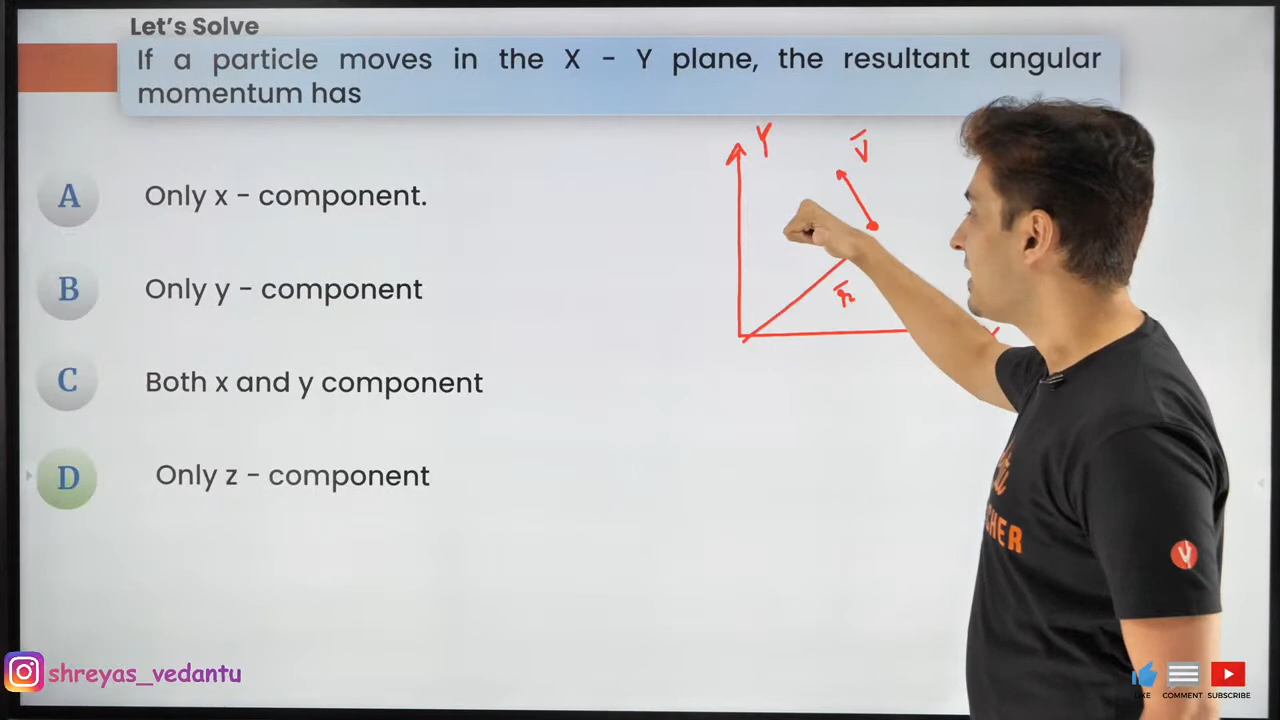 Let's Solve
If a particle moves in the X - Y plane, the resultant angular
momentum has
Y
v̄
A
Only x - component.
B
Only y - component
r̄
C
Both x and y component
D
Only z - component
CHER
V
shreyas_vedantu
LIKE
COMMENT
SUBSCRIBE